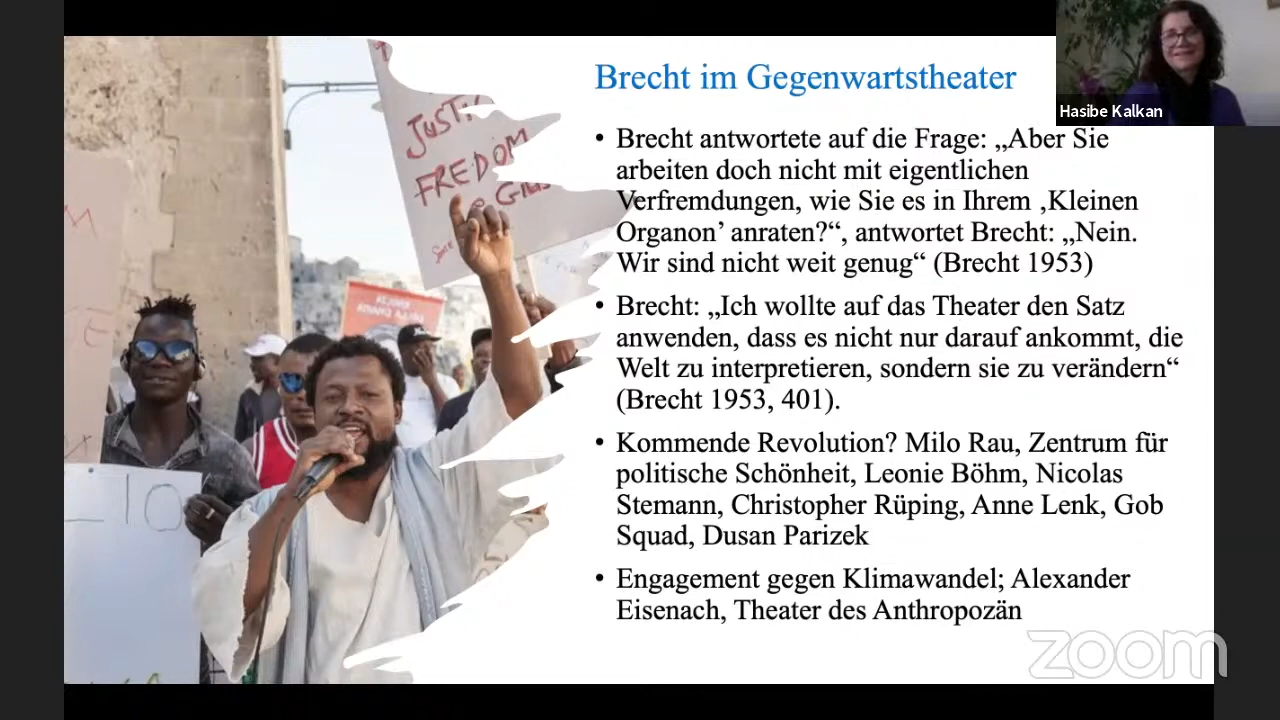 JUSTI
FREDOM
Brecht im Gegenwartstheater
Hasibe Kalkan
• Brecht antwortete auf die Frage: „Aber Sie
arbeiten doch nicht mit eigentlichen
Verfremdungen, wie Sie es in Ihrem ‚Kleinen
Organon’ anraten?“, antwortet Brecht: „Nein.
Wir sind nicht weit genug“ (Brecht 1953)
• Brecht: „Ich wollte auf das Theater den Satz
anwenden, dass es nicht nur darauf ankommt, die
Welt zu interpretieren, sondern sie zu verändern“
(Brecht 1953, 401).
• Kommende Revolution? Milo Rau, Zentrum für
politische Schönheit, Leonie Böhm, Nicolas
Stemann, Christopher Rüping, Anne Lenk, Gob
Squad, Dusan Parizek
• Engagement gegen Klimawandel; Alexander
Eisenach, Theater des Anthropozän
zoom